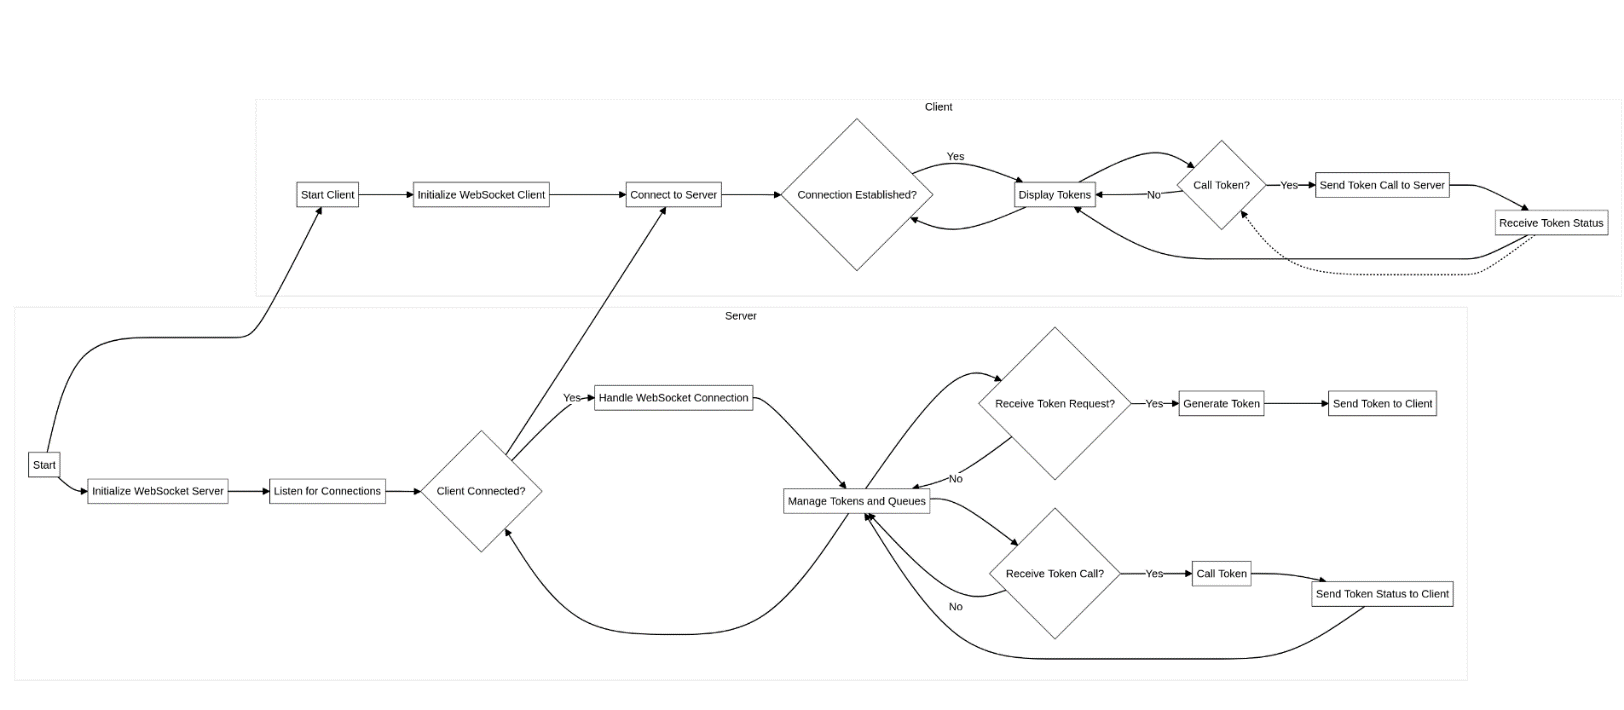 Client
Start Client
Initialize WebSocket Client
Connect to Server
Connection Established?
Yes
Display Tokens
No
Call Token?
Yes
Send Token Call to Server
Receive Token Status
Server
Start
Initialize WebSocket Server
Listen for Connections
Client Connected?
Yes
Handle WebSocket Connection
Manage Tokens and Queues
Receive Token Request?
Yes
Generate Token
Send Token to Client
No
Receive Token Call?
Yes
Call Token
Send Token Status to Client
No